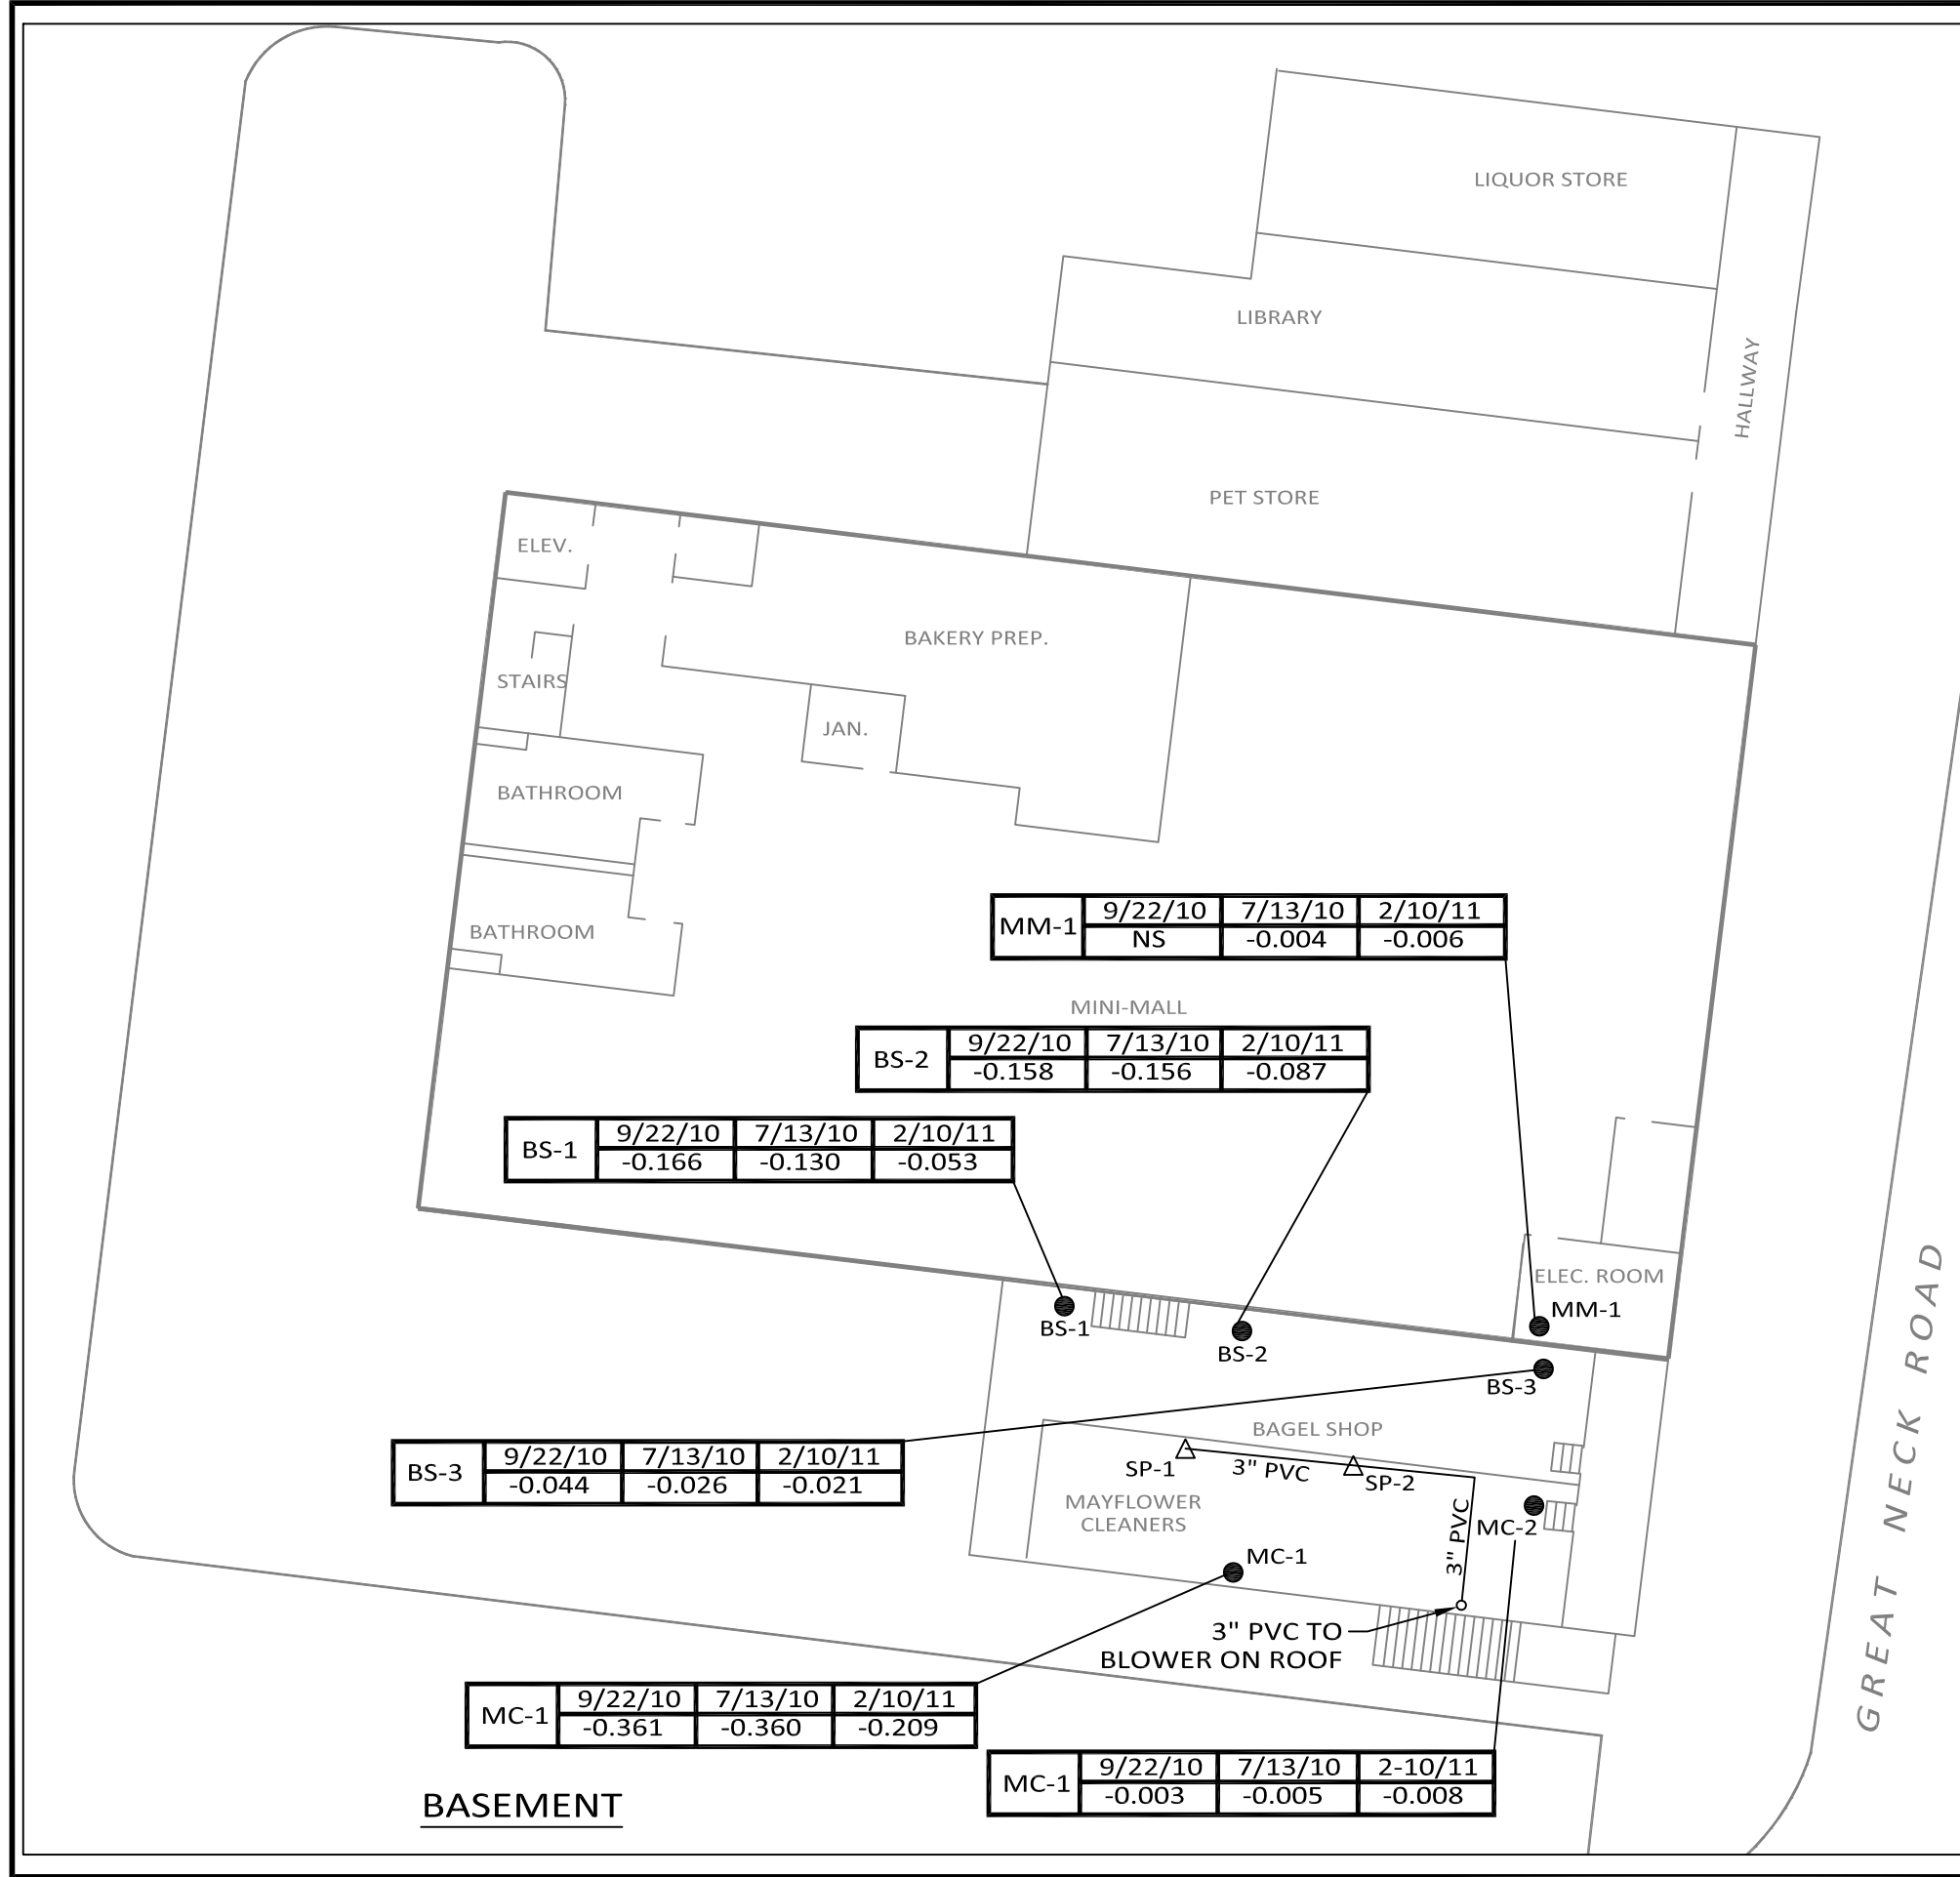 LIQUOR STORE
LIBRARY
HALLWAY
PET STORE
ELEV.
BAKERY PREP.
STAIRS
JAN.
BATHROOM
BATHROOM
MM-1 9/22/10 7/13/10 2/10/11
NS -0.004 -0.006
MINI-MALL
BS-2 9/22/10 7/13/10 2/10/11
-0.158 -0.156 -0.087
BS-1 9/22/10 7/13/10 2/10/11
-0.166 -0.130 -0.053
ELEC. ROOM
MM-1
BS-1
BS-2
BS-3
GREAT NECK ROAD
BAGEL SHOP
BS-3 9/22/10 7/13/10 2/10/11
-0.044 -0.026 -0.021
SP-1
3" PVC
SP-2
MAYFLOWER
CLEANERS
3" PVC
MC-2
MC-1
3" PVC TO
BLOWER ON ROOF
MC-1 9/22/10 7/13/10 2/10/11
-0.361 -0.360 -0.209
MC-1 9/22/10 7/13/10 2-10/11
-0.003 -0.005 -0.008
BASEMENT